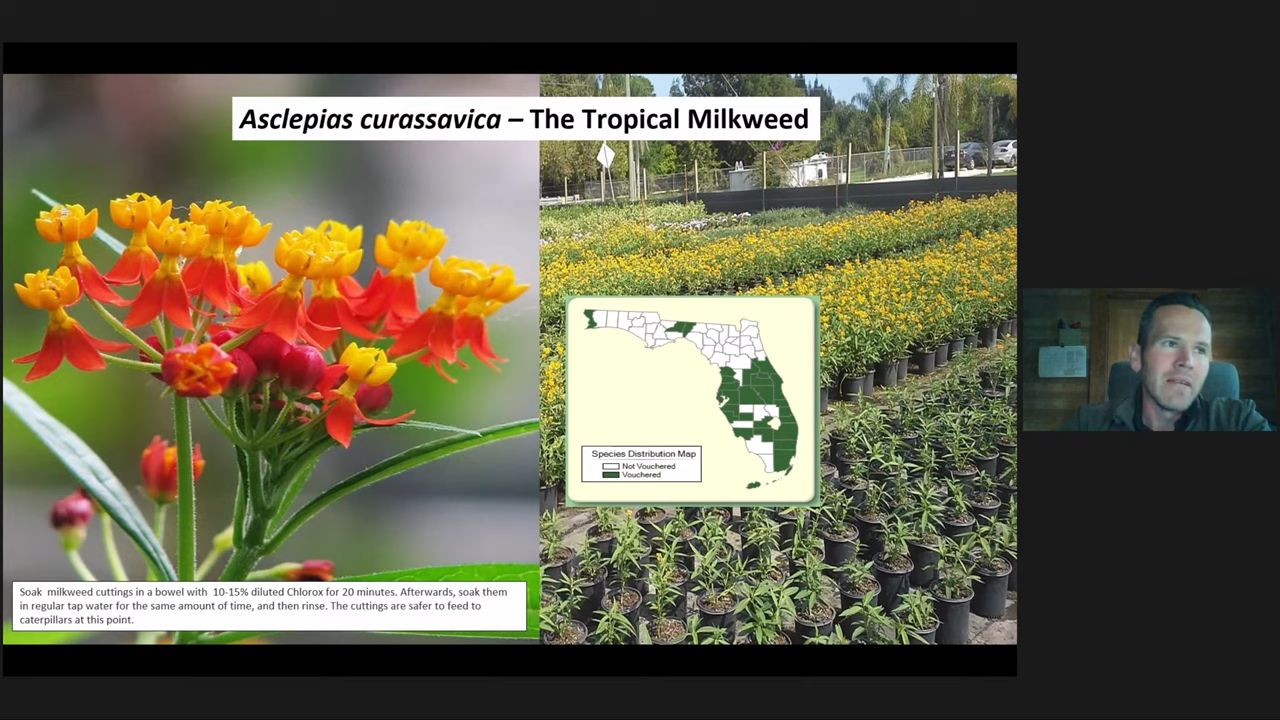 Asclepias curassavica – The Tropical Milkweed
Species Distribution Map
Not Vouchered
Vouchered
Soak milkweed cuttings in a bowel with 10-15% diluted Chlorox for 20 minutes. Afterwards, soak them
in regular tap water for the same amount of time, and then rinse. The cuttings are safer to feed to
caterpillars at this point.